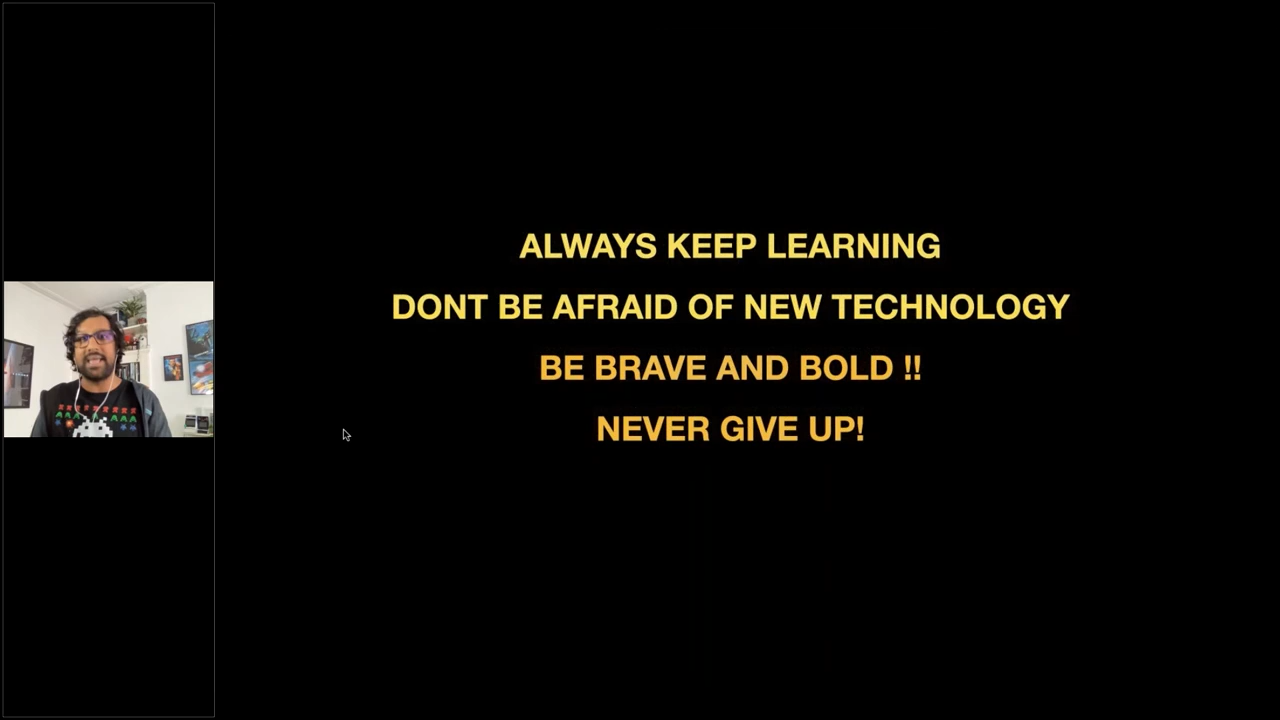 ALWAYS KEEP LEARNING
DONT BE AFRAID OF NEW TECHNOLOGY
BE BRAVE AND BOLD !!
NEVER GIVE UP!